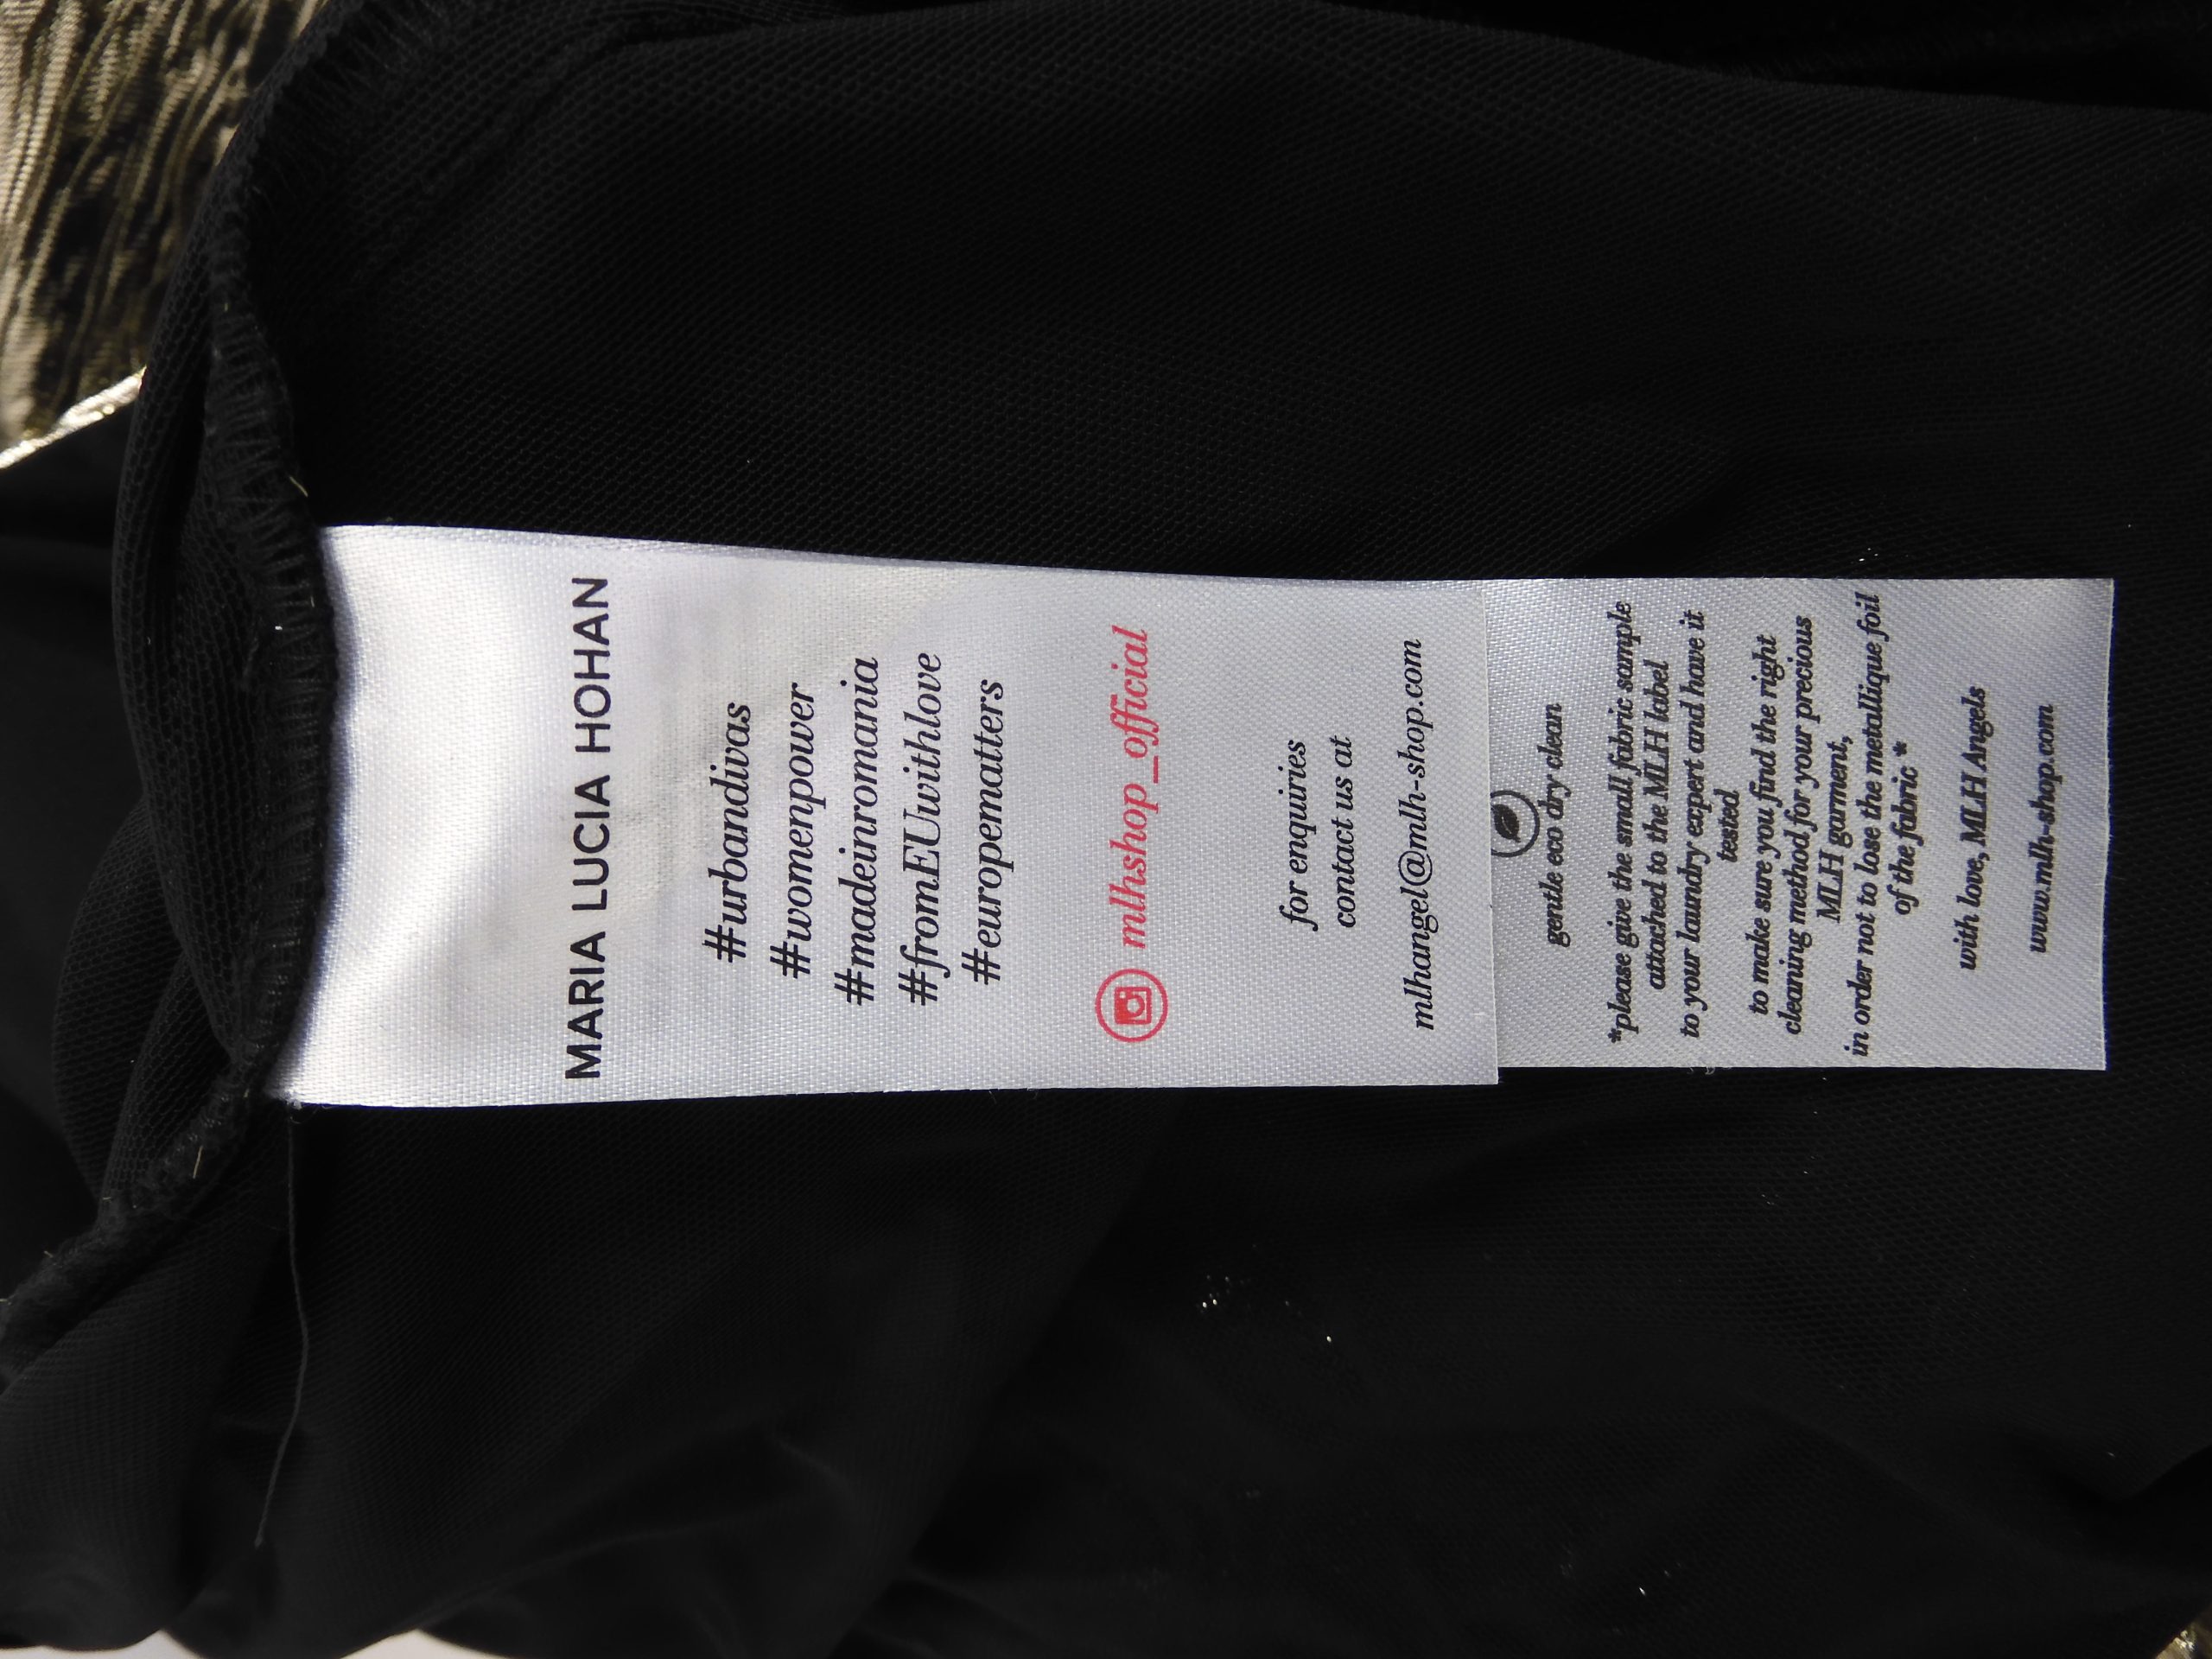 MARIA LUCIA HOHAN
#urbandivas
#womenpower
#madeinromania
#fromEUwithlove
#europematters
mlhshop_official
for enquiries
contact us at
mlhangel@mlh-shop.com
gentle eco dry clean
*please give the small fabric sample
attached to the MLH label
to your laundry expert and have it
tested
to make sure you find the right
cleaning method for your precious
MLH garment,
in order not to lose the metallique foil
of the fabric*
with love, MLH Angels
www.mlh-shop.com